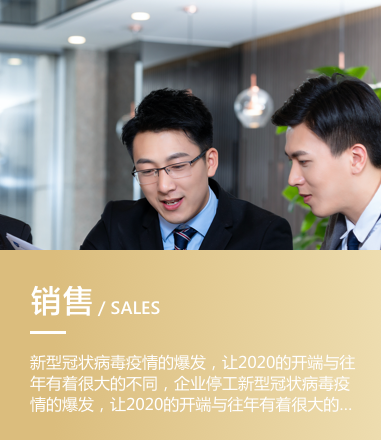 销售 / SALES
新型冠状病毒疫情的爆发，让2020的开端与往
年有着很大的不同，企业停工新型冠状病毒疫
情的爆发，让2020的开端与往年有着很大的...